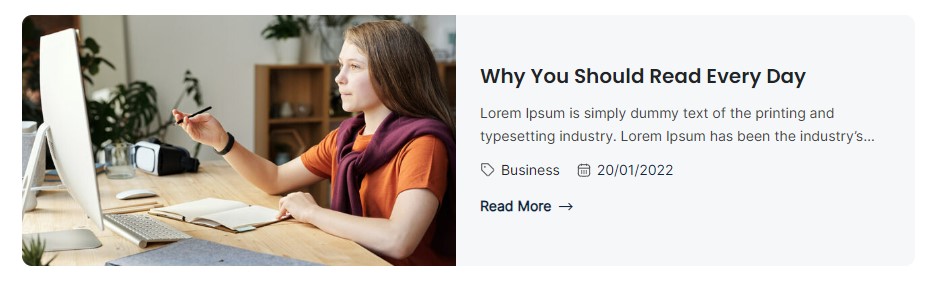 Why You Should Read Every Day
Lorem Ipsum is simply dummy text of the printing and
typesetting industry. Lorem Ipsum has been the industry's...
Business 20/01/2022
Read More →